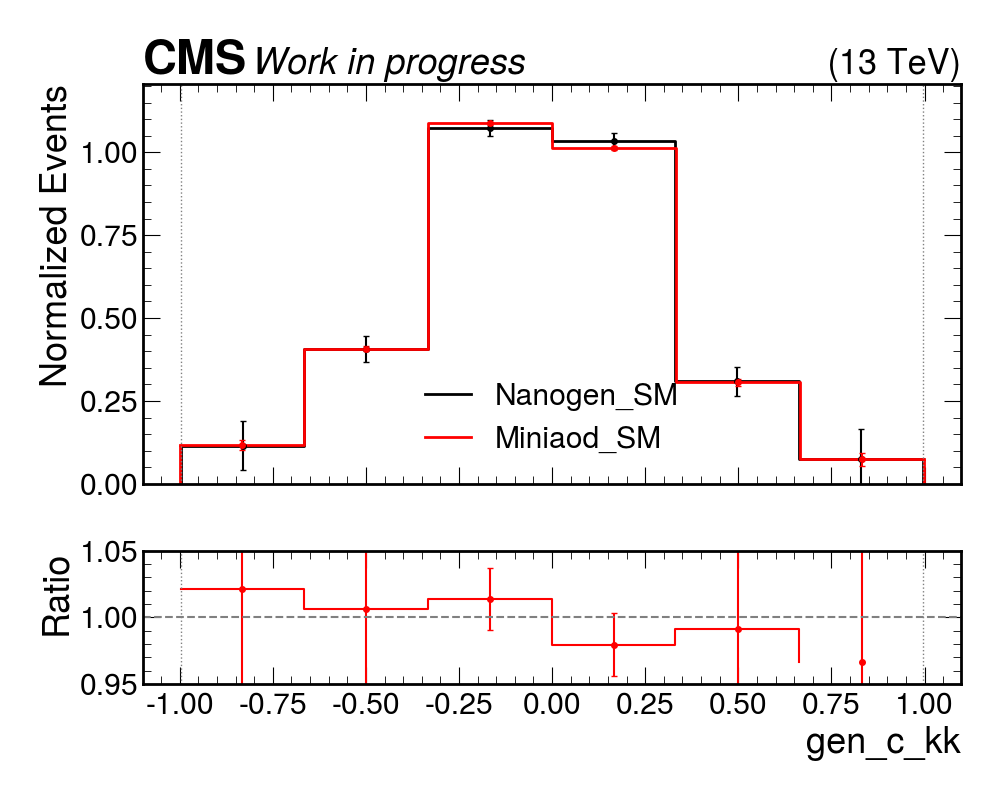 CMS Work in progress (13 TeV)
Normalized Events
1.00
0.75
0.50
0.25
0.00
Nanogen_SM
Miniaod_SM
Ratio
1.05
1.00
0.95
-1.00 -0.75 -0.50 -0.25 0.00 0.25 0.50 0.75 1.00
gen_c_kk